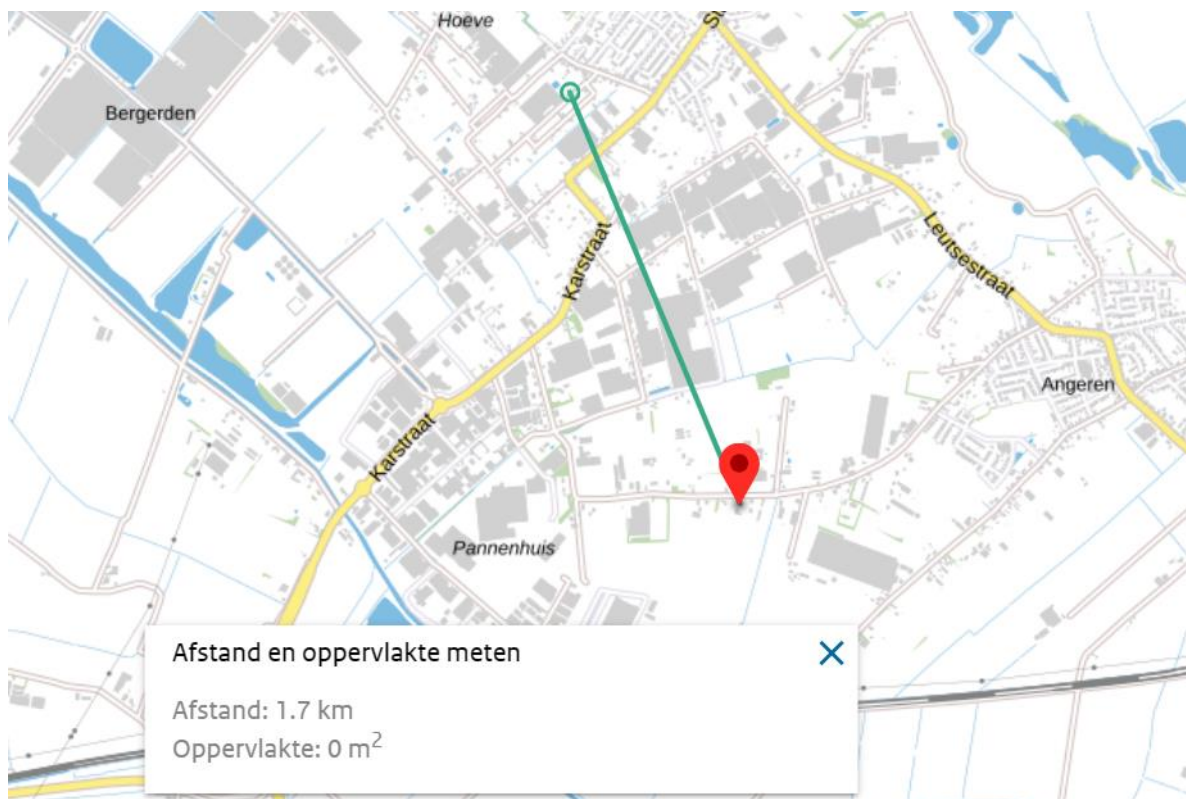 Hoeve
Bergerden
Karstraat
Leutsestraat
Angeren
Karstraat
Pannenhuis
Afstand en oppervlakte meten
Afstand: 1.7 km
Oppervlakte: 0 m²